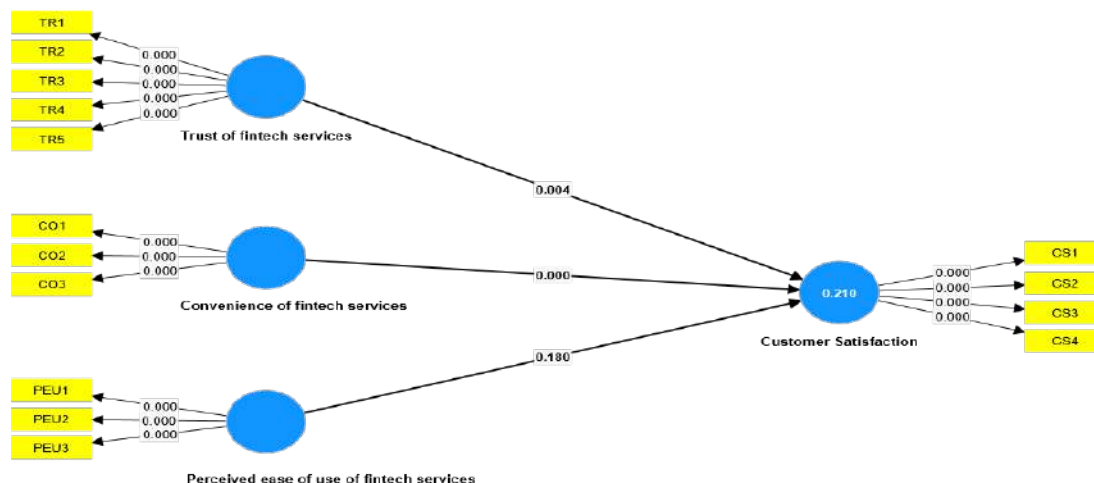 TR1
TR2
TR3
TR4
TR5
0.000
0.000
0.000
0.000
0.000
Trust of fintech services
0.004
CO1
CO2
CO3
0.000
0.000
0.000
Convenience of fintech services
0.000
0.210
Customer Satisfaction
0.000
0.000
0.000
0.000
CS1
CS2
CS3
CS4
0.180
PEU1
PEU2
PEU3
0.000
0.000
0.000
Perceived ease of use of fintech services